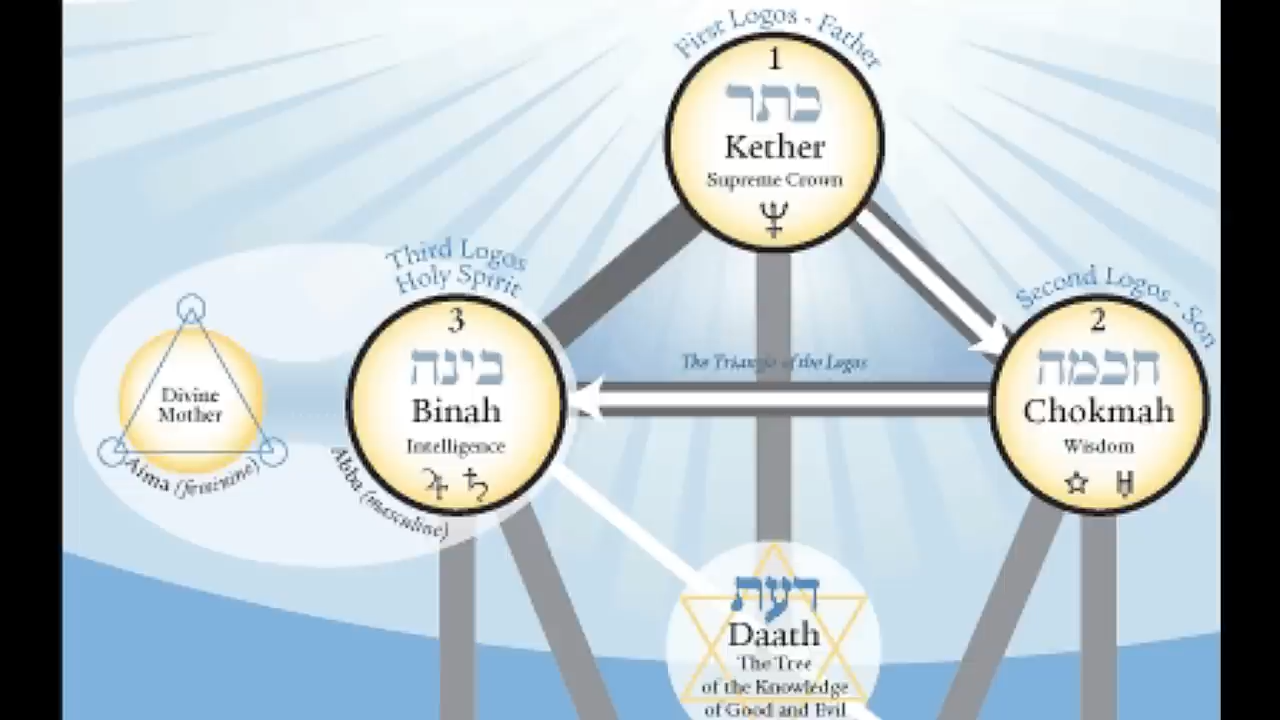 First Logos - Father
1
כתר
Kether
Supreme Crown
Third Logos
Holy Spirit
3
בינה
Binah
Intelligence
Abba (masculine)
Divine
Mother
Aima (feminine)
The Triangle of the Logos
Second Logos - Son
2
חכמה
Chokmah
Wisdom
דעת
Daath
The Tree
of the Knowledge
of Good and Evil